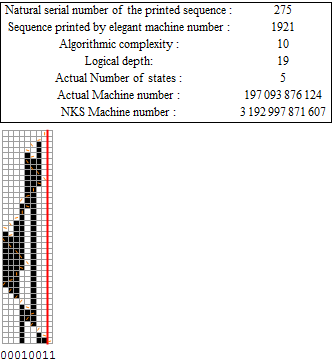 Natural serial number of the printed sequence : 275
Sequence printed by elegant machine number : 1921
Algorithmic complexity : 10
Logical depth: 19
Actual Number of states : 5
Actual Machine number : 197 093 876 124
NKS Machine number : 3 192 997 871 607
00010011